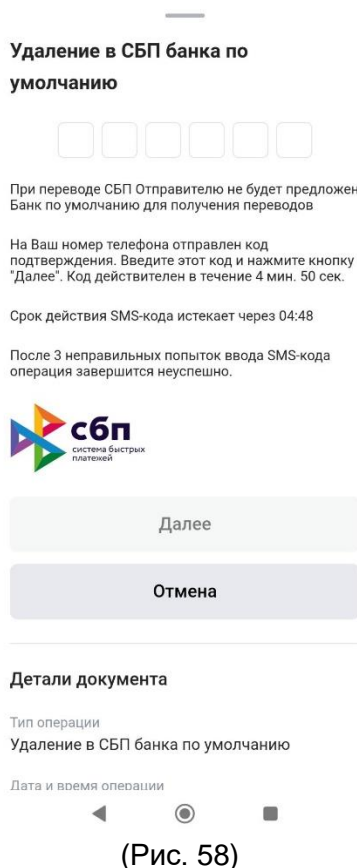 Удаление в СБП банка по
умолчанию
При переводе СБП Отправителю не будет предложен
Банк по умолчанию для получения переводов
На Ваш номер телефона отправлен код
подтверждения. Введите этот код и нажмите кнопку
"Далее". Код действителен в течение 4 мин. 50 сек.
Срок действия SMS-кода истекает через 04:48
После 3 неправильных попыток ввода SMS-кода
операция завершится неуспешно.
сбп
система быстрых
платежей
Далее
Отмена
Детали документа
Тип операции
Удаление в СБП банка по умолчанию
Дата и время операции
(Рис. 58)